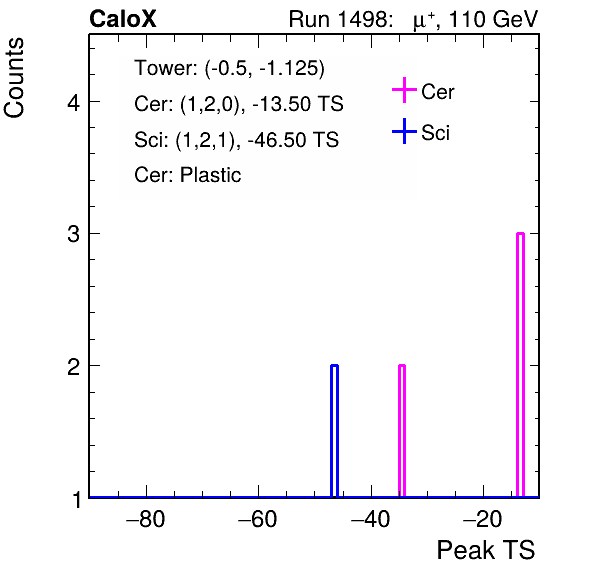 CaloX Run 1498: μ⁺, 110 GeV
Counts
Tower: (-0.5, -1.125)
Cer: (1,2,0), -13.50 TS
Sci: (1,2,1), -46.50 TS
Cer: Plastic
Cer
Sci
4
3
2
1
−80 −60 −40 −20
Peak TS